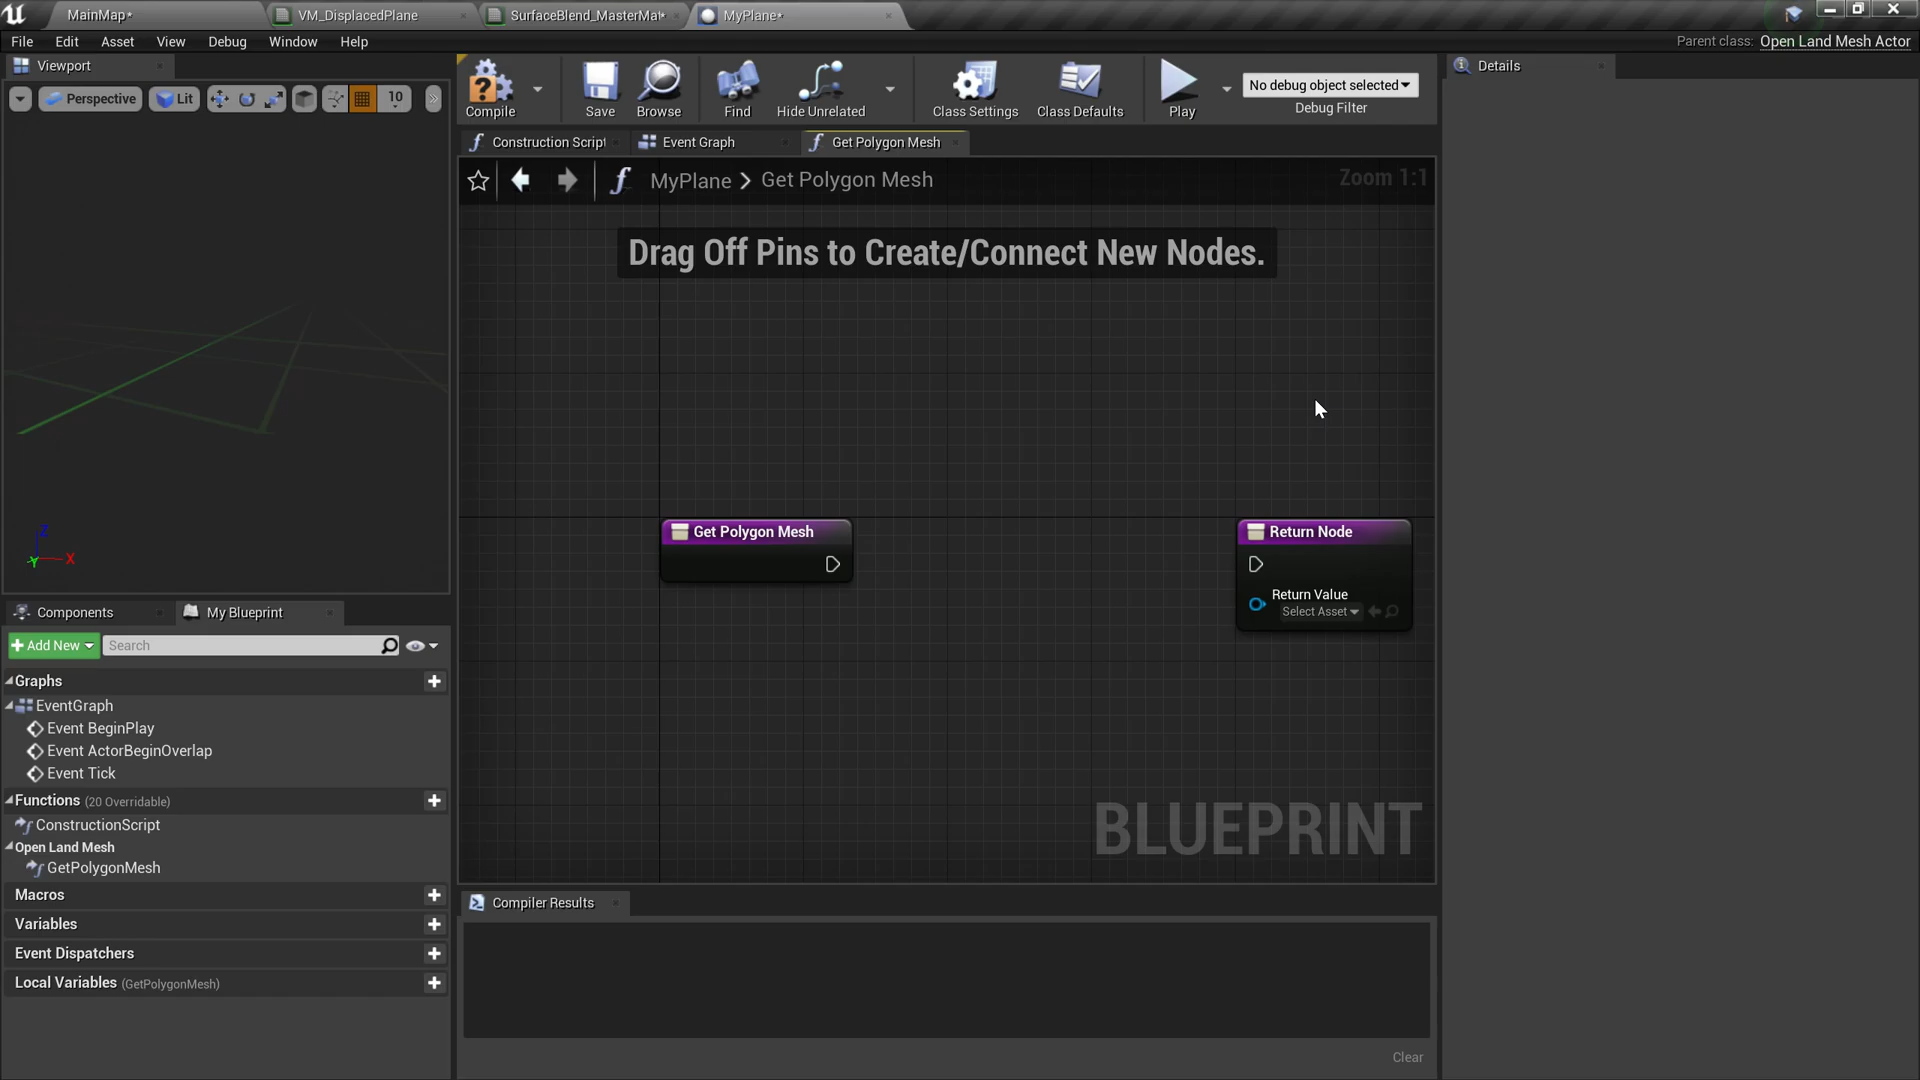 MainMap*
VM_DisplacedPlane
SurfaceBlend_MasterMat*
MyPlane*
File
Edit
Asset
View
Debug
Window
Help
Parent class: Open Land Mesh Actor
Viewport
Perspective
Lit
10
Compile
Save
Browse
Find
Hide Unrelated
Class Settings
Class Defaults
Play
No debug object selected
Debug Filter
Details
Construction Script
Event Graph
Get Polygon Mesh
MyPlane > Get Polygon Mesh
Zoom 1:1
Drag Off Pins to Create/Connect New Nodes.
Get Polygon Mesh
Return Node
Return Value
Select Asset
BLUEPRINT
Z
X
Y
Components
My Blueprint
Add New
Search
Graphs
EventGraph
Event BeginPlay
Event ActorBeginOverlap
Event Tick
Functions (20 Overridable)
ConstructionScript
Open Land Mesh
GetPolygonMesh
Macros
Variables
Event Dispatchers
Local Variables (GetPolygonMesh)
Compiler Results
Clear